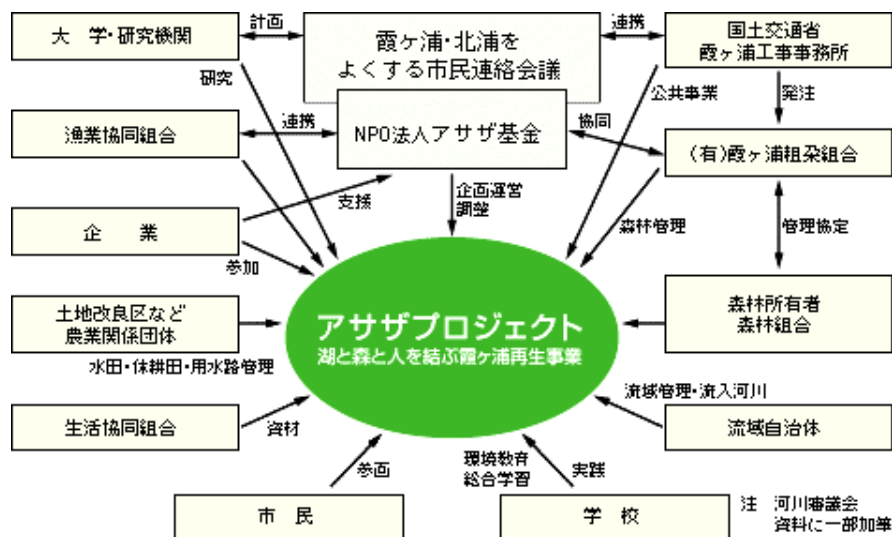 大 学・研究機関
計画
霞ヶ浦・北浦を
よくする市民連絡会議
連携
国土交通省
霞ヶ浦工事事務所
研究
公共事業
発注
漁業協同組合
連携
NPO法人アサザ基金
協同
(有)霞ヶ浦粗朶組合
企 業
支援
企画運営
調整
森林管理
管理協定
参加
土地改良区など
農業関係団体
アサザプロジェクト
湖と森と人を結ぶ霞ヶ浦再生事業
森林所有者
森林組合
水田・休耕田・用水路管理
流域管理・流入河川
生活協同組合
資材
流域自治体
参画
環境教育
総合学習
実践
市 民
学 校
注 河川審議会
資料に一部加筆